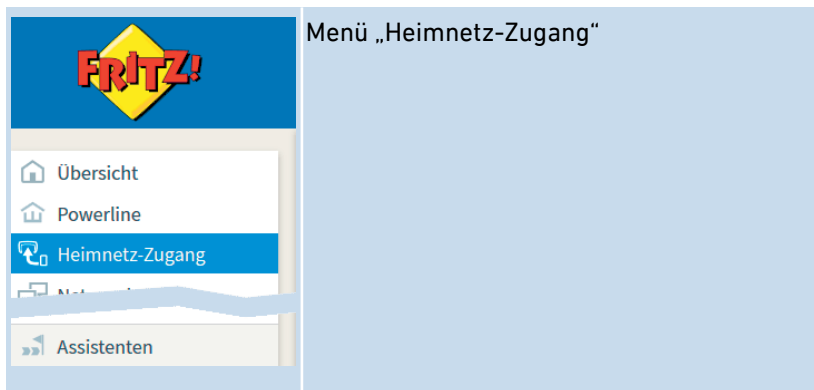 FRITZ!
Menü „Heimnetz-Zugang“
Übersicht
Powerline
Heimnetz-Zugang
Assistenten